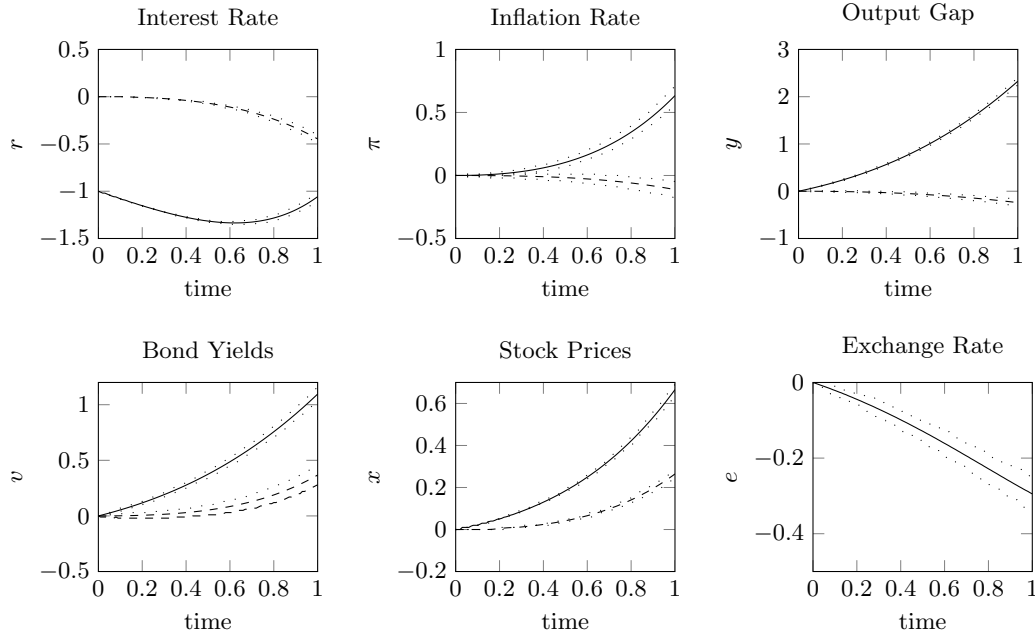 Interest Rate
0.5
0
−0.5
−1
−1.5
r
0 0.2 0.4 0.6 0.8 1
time
Inflation Rate
1
0.5
0
−0.5
π
0 0.2 0.4 0.6 0.8 1
time
Output Gap
3
2
1
0
−1
y
0 0.2 0.4 0.6 0.8 1
time
Bond Yields
1
0.5
0
−0.5
v
0 0.2 0.4 0.6 0.8 1
time
Stock Prices
0.6
0.4
0.2
0
−0.2
x
0 0.2 0.4 0.6 0.8 1
time
Exchange Rate
0
−0.2
−0.4
e
0 0.2 0.4 0.6 0.8 1
time